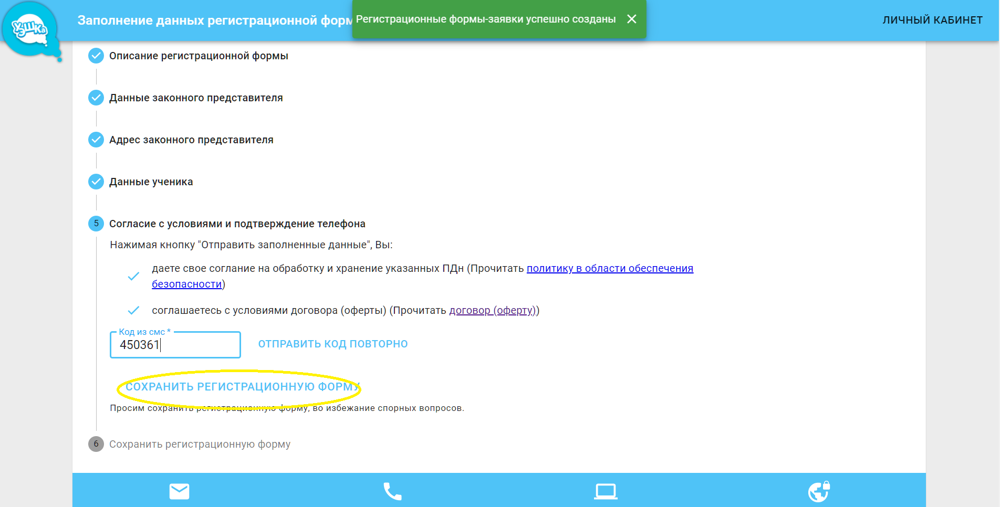 хэшка
Заполнение данных регистрационной форм
Регистрационные формы-заявки успешно созданы
ЛИЧНЫЙ КАБИНЕТ
Описание регистрационной формы
Данные законного представителя
Адрес законного представителя
Данные ученика
5 Согласие с условиями и подтверждение телефона
Нажимая кнопку "Отправить заполненные данные", Вы:
даете свое соглание на обработку и хранение указанных ПДн (Прочитать политику в области обеспечения
безопасности)
соглашаетесь с условиями договора (оферты) (Прочитать договор (оферту))
Код из смс *
450361
ОТПРАВИТЬ КОД ПОВТОРНО
СОХРАНИТЬ РЕГИСТРАЦИОННУЮ ФОРМУ
Просим сохранить регистрационную форму, во избежание спорных вопросов.
6 Сохранить регистрационную форму